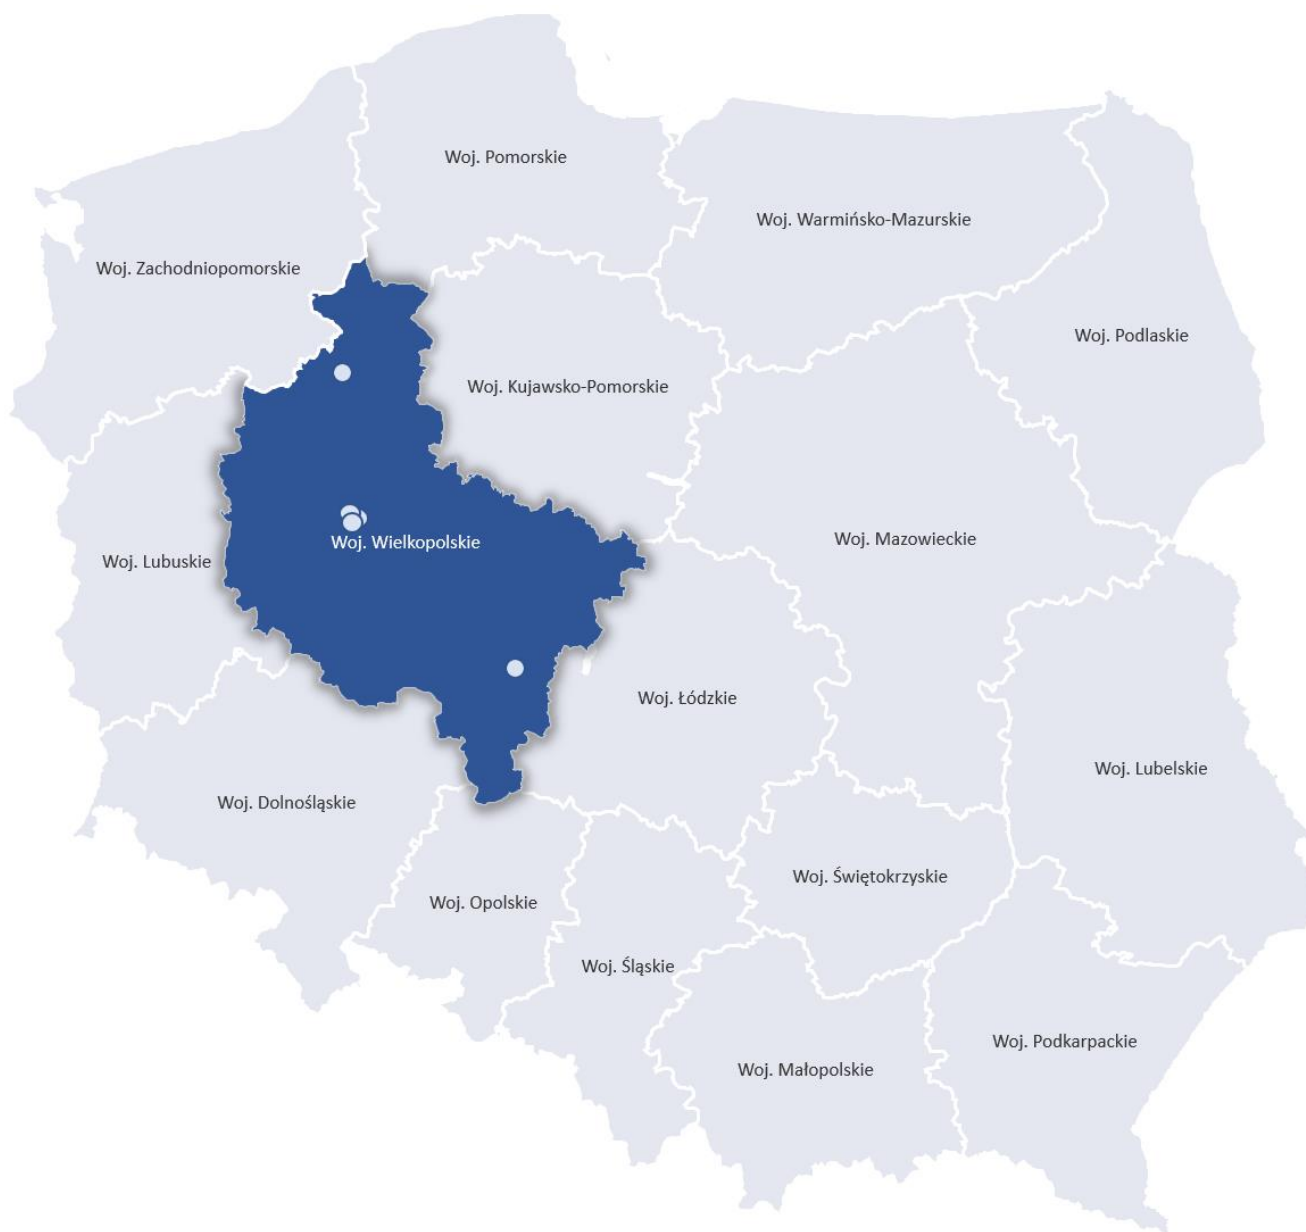 Woj. Pomorskie
Woj. Warmińsko-Mazurskie
Woj. Zachodniopomorskie
Woj. Podlaskie
Woj. Kujawsko-Pomorskie
Woj. Mazowieckie
Woj. Wielkopolskie
Woj. Lubuskie
Woj. Łódzkie
Woj. Lubelskie
Woj. Dolnośląskie
Woj. Świętokrzyskie
Woj. Opolskie
Woj. Śląskie
Woj. Podkarpackie
Woj. Małopolskie